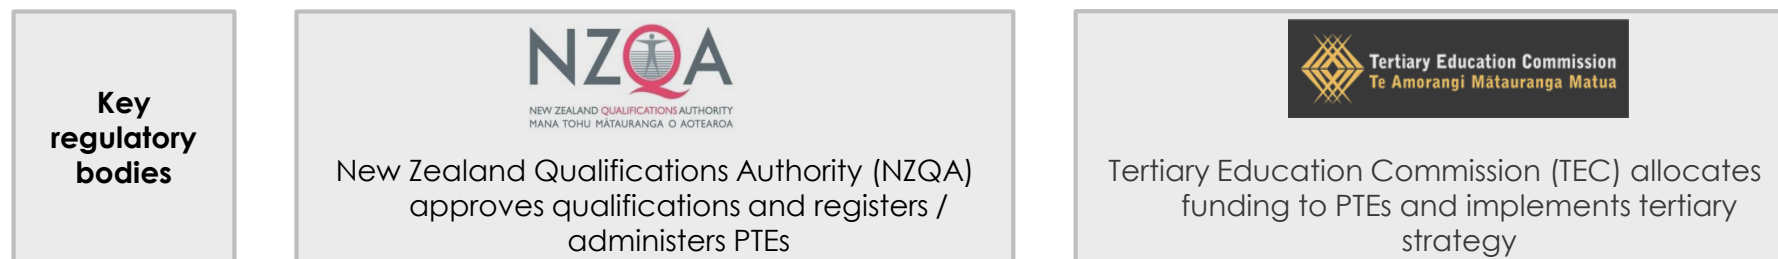 Key
regulatory
bodies
NZQA
NEW ZEALAND QUALIFICATIONS AUTHORITY
MANA TOHU MĀTAURANGA O AOTEAROA
New Zealand Qualifications Authority (NZQA)
approves qualifications and registers /
administers PTEs
Tertiary Education Commission
Te Amorangi Mātauranga Matua
Tertiary Education Commission (TEC) allocates
funding to PTEs and implements tertiary
strategy